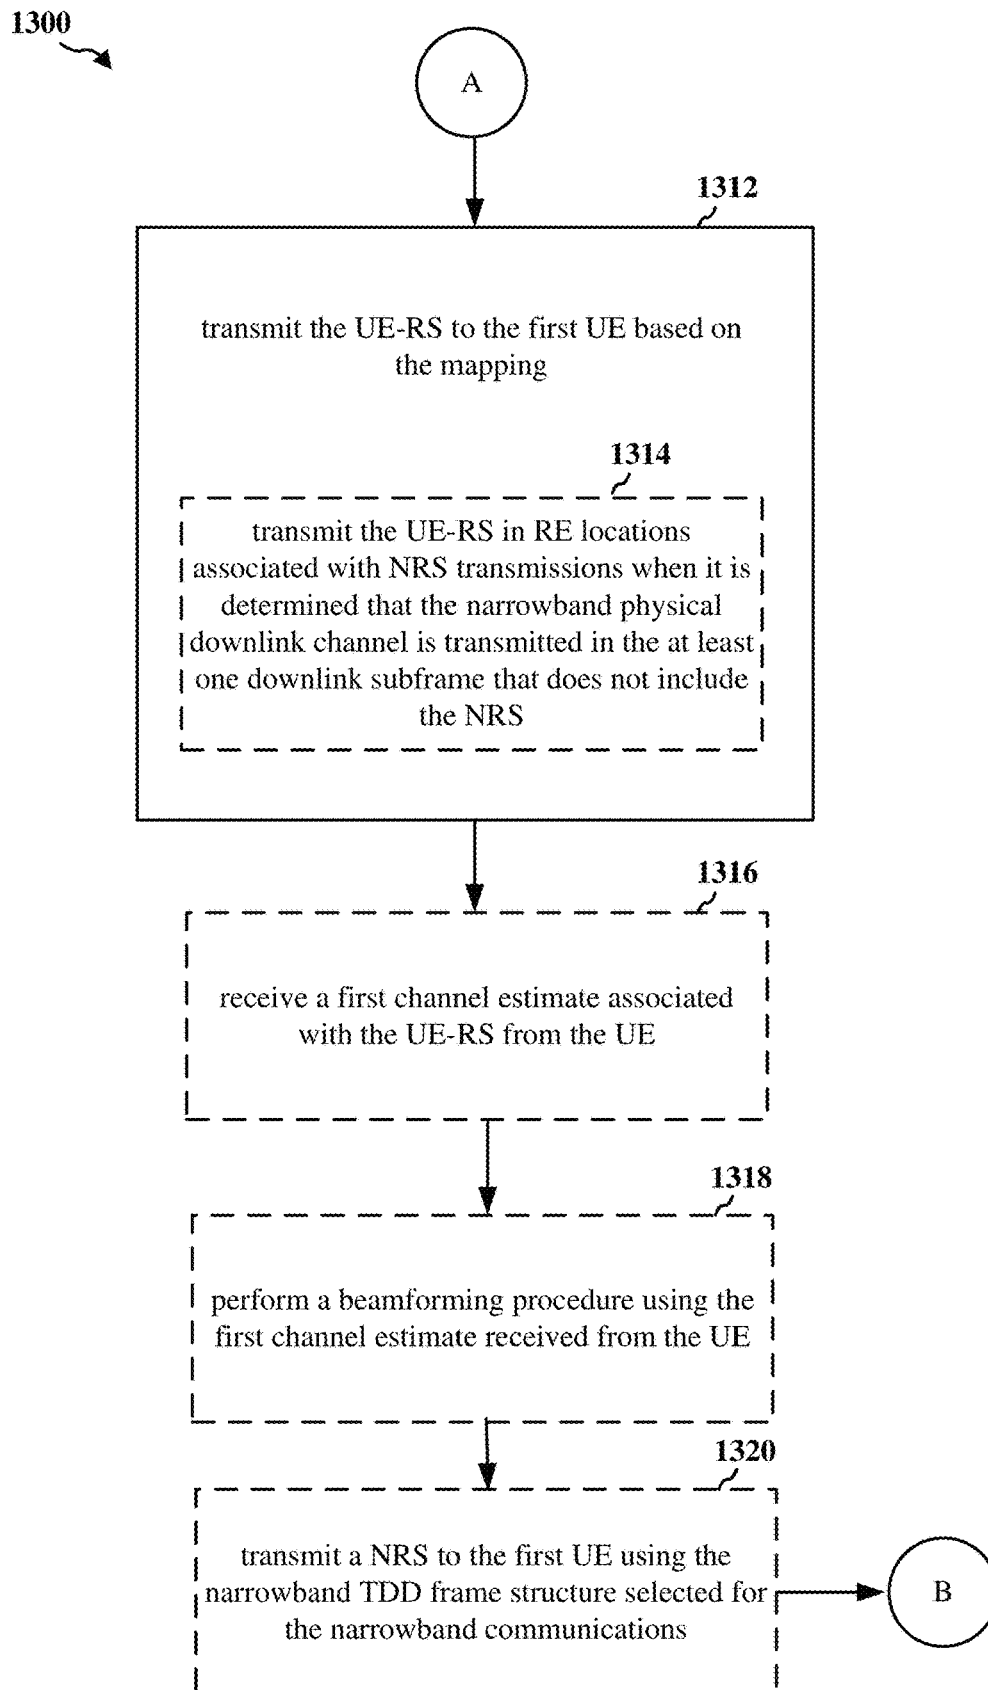 1300
A
1312
transmit the UE-RS to the first UE based on
the mapping
1314
transmit the UE-RS in RE locations
associated with NRS transmissions when it is
determined that the narrowband physical
downlink channel is transmitted in the at least
one downlink subframe that does not include
the NRS
1316
receive a first channel estimate associated
with the UE-RS from the UE
1318
perform a beamforming procedure using the
first channel estimate received from the UE
1320
transmit a NRS to the first UE using the
narrowband TDD frame structure selected for
the narrowband communications
B